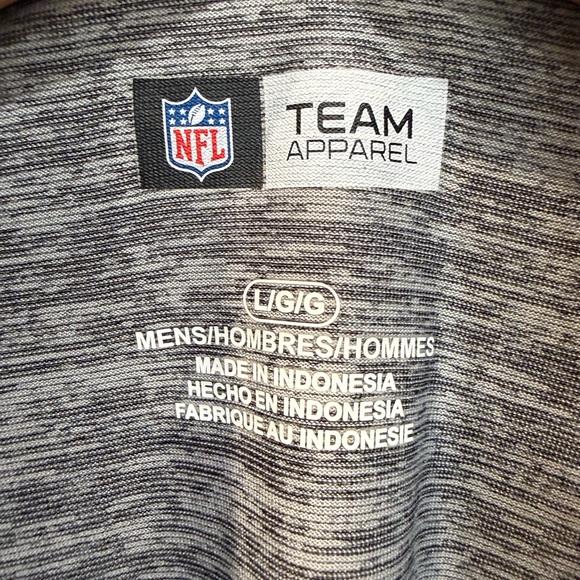 NFL
TEAM
APPAREL
L/G/G
MENS/HOMBRES/HOMMES
MADE IN INDONESIA
HECHO EN INDONESIA
FABRIQUE AU INDONESIE